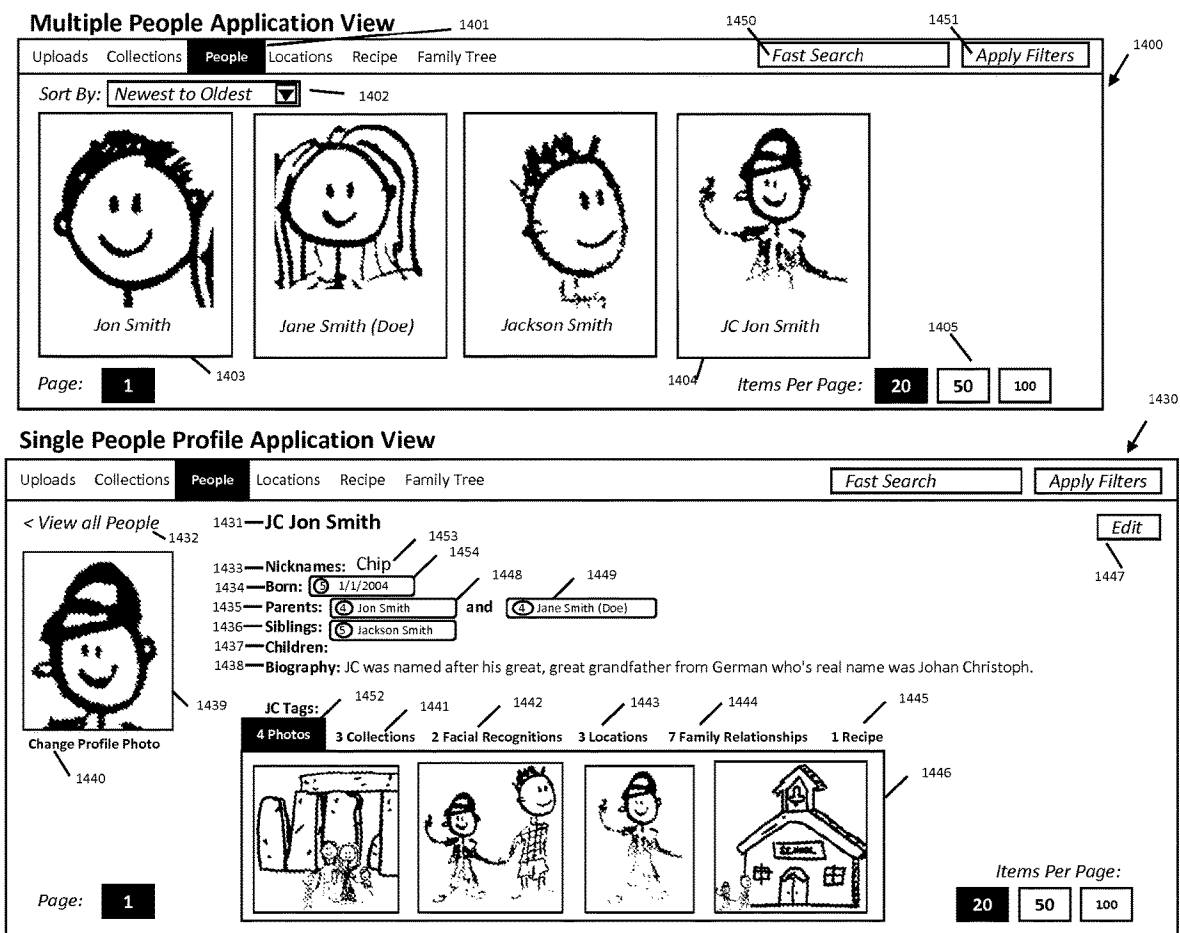 Multiple People Application View
1401
1450
1451
1400
Uploads Collections People Locations Recipe Family Tree Fast Search Apply Filters
Sort By: Newest to Oldest 1402
Jon Smith Jane Smith (Doe) Jackson Smith JC Jon Smith
1403
1404
1405
Page: 1 Items Per Page: 20 50 100
1430
Single People Profile Application View
Uploads Collections People Locations Recipe Family Tree Fast Search Apply Filters
< View all People 1431 JC Jon Smith Edit
1432
1453
1447
1433 Nicknames: Chip 1454
1434 Born: 5 1/1/2004 1448 1449
1435 Parents: 4 Jon Smith and 4 Jane Smith (Doe)
1436 Siblings: 5 Jackson Smith
1437 Children:
1438 Biography: JC was named after his great, great grandfather from German who's real name was Johan Christoph.
1439
JC Tags: 1452 1441 1442 1443 1444 1445
4 Photos 3 Collections 2 Facial Recognitions 3 Locations 7 Family Relationships 1 Recipe
Change Profile Photo
1440
1446
SCHOOL
Items Per Page:
Page: 1 20 50 100